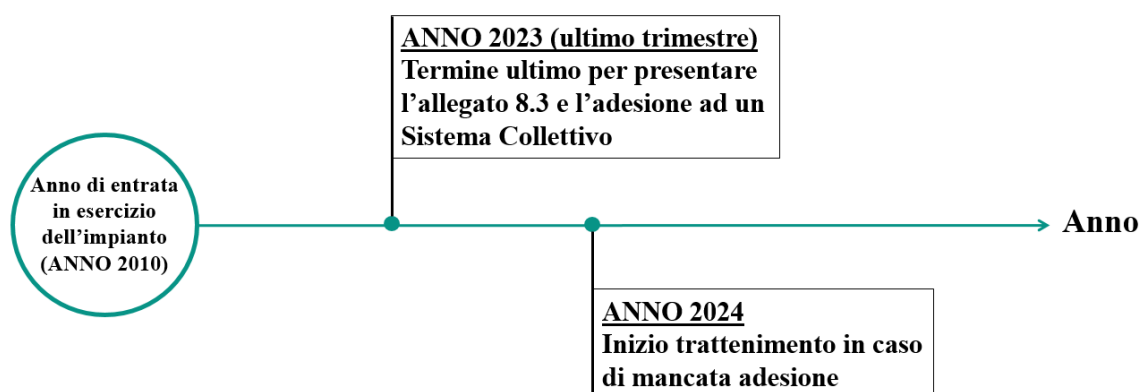 ANNO 2023 (ultimo trimestre)
Termine ultimo per presentare
l’allegato 8.3 e l’adesione ad un
Sistema Collettivo
Anno di entrata
in esercizio
dell’impianto
(ANNO 2010)
Anno
ANNO 2024
Inizio trattenimento in caso
di mancata adesione